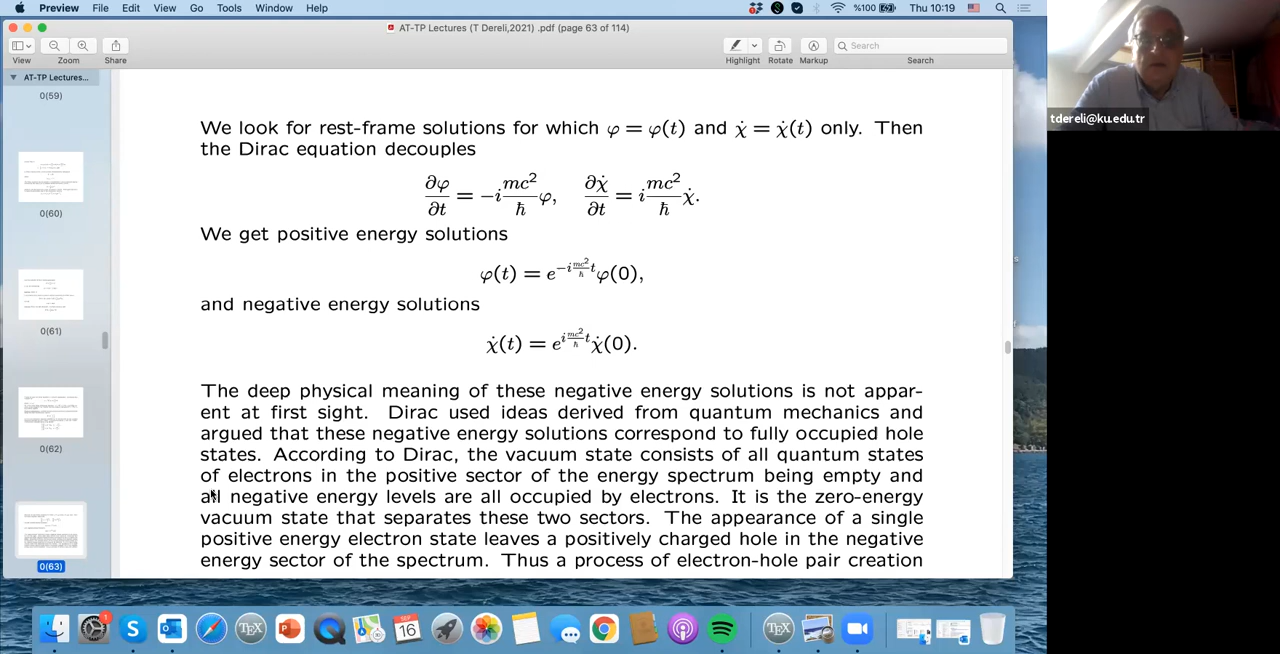 Preview File Edit View Go Tools Window Help
%100 Thu 10:19
AT-TP Lectures (T Dereli,2021) .pdf (page 63 of 114)
View Zoom Share Highlight Rotate Markup Search
Search
AT-TP Lectures...
0(59)
0(60)
0(61)
0(62)
0(63)
We look for rest-frame solutions for which φ = φ(t) and χ̇ = χ̇(t) only. Then
the Dirac equation decouples
∂φ/∂t = −i mc²/ħ φ, ∂χ̇/∂t = i mc²/ħ χ̇.
We get positive energy solutions
φ(t) = e^{−i mc²/ħ t} φ(0),
and negative energy solutions
χ̇(t) = e^{i mc²/ħ t} χ̇(0).
The deep physical meaning of these negative energy solutions is not appar-
ent at first sight. Dirac used ideas derived from quantum mechanics and
argued that these negative energy solutions correspond to fully occupied hole
states. According to Dirac, the vacuum state consists of all quantum states
of electrons in the positive sector of the energy spectrum being empty and
all negative energy levels are all occupied by electrons. It is the zero-energy
vacuum state that separates these two sectors. The appearance of a single
positive energy electron state leaves a positively charged hole in the negative
energy sector of the spectrum. Thus a process of electron-hole pair creation
tdereli@ku.edu.tr
TEX
SEP
16
1
TEX